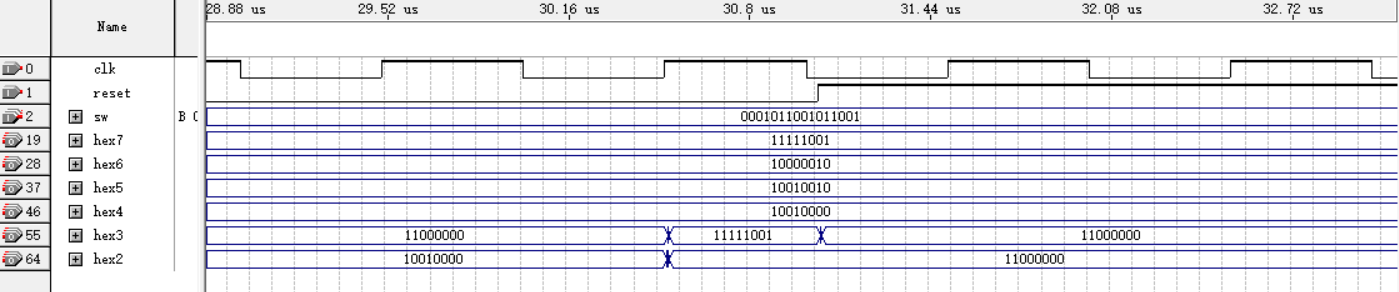 28.88 us 29.52 us 30.16 us 30.8 us 31.44 us 32.08 us 32.72 us
Name
0 clk
1 reset
2 sw B 0 0001011001011001
19 hex7 11111001
28 hex6 10000010
37 hex5 10010010
46 hex4 10010000
55 hex3 11000000 11111001 11000000
64 hex2 10010000 11000000